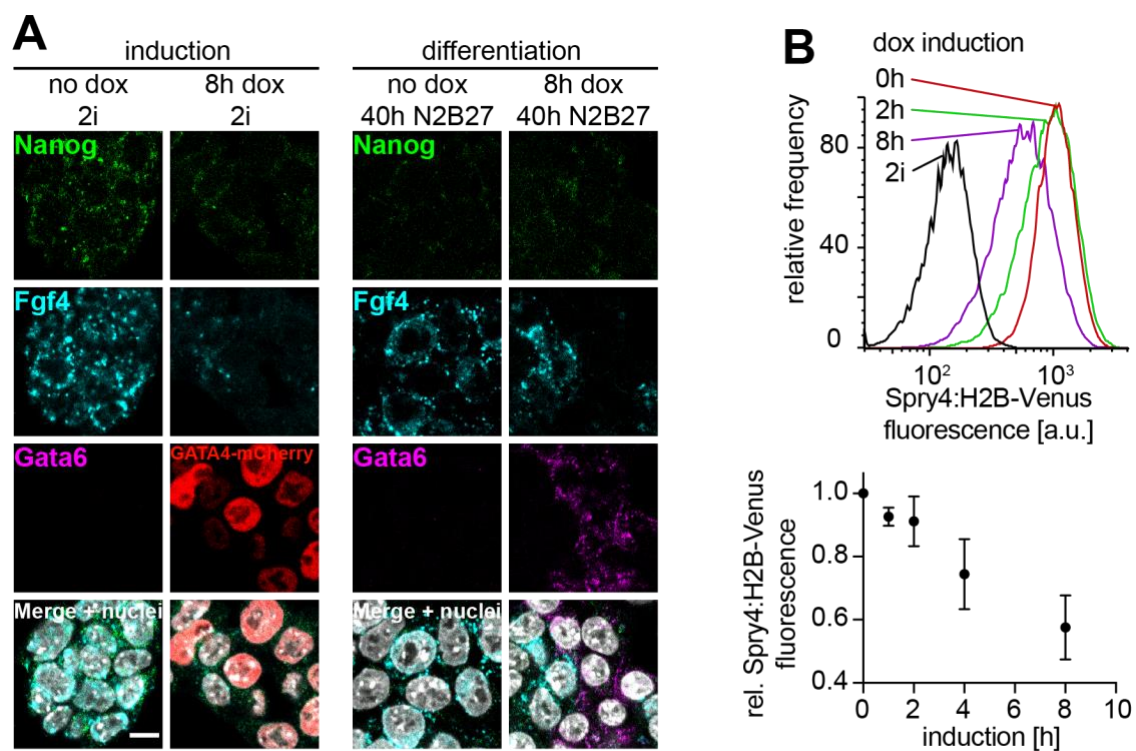 A
induction
differentiation
no dox
2i
8h dox
2i
no dox
40h N2B27
8h dox
40h N2B27
Nanog
Nanog
Fgf4
Fgf4
Gata6
GATA4-mCherry
Gata6
Merge + nuclei
Merge + nuclei
B
dox induction
0h
2h
8h
2i
relative frequency
80
40
0
10²
10³
Spry4:H2B-Venus
fluorescence [a.u.]
rel. Spry4:H2B-Venus
fluorescence
1.0
0.8
0.6
0.4
0
2
4
6
8
10
induction [h]